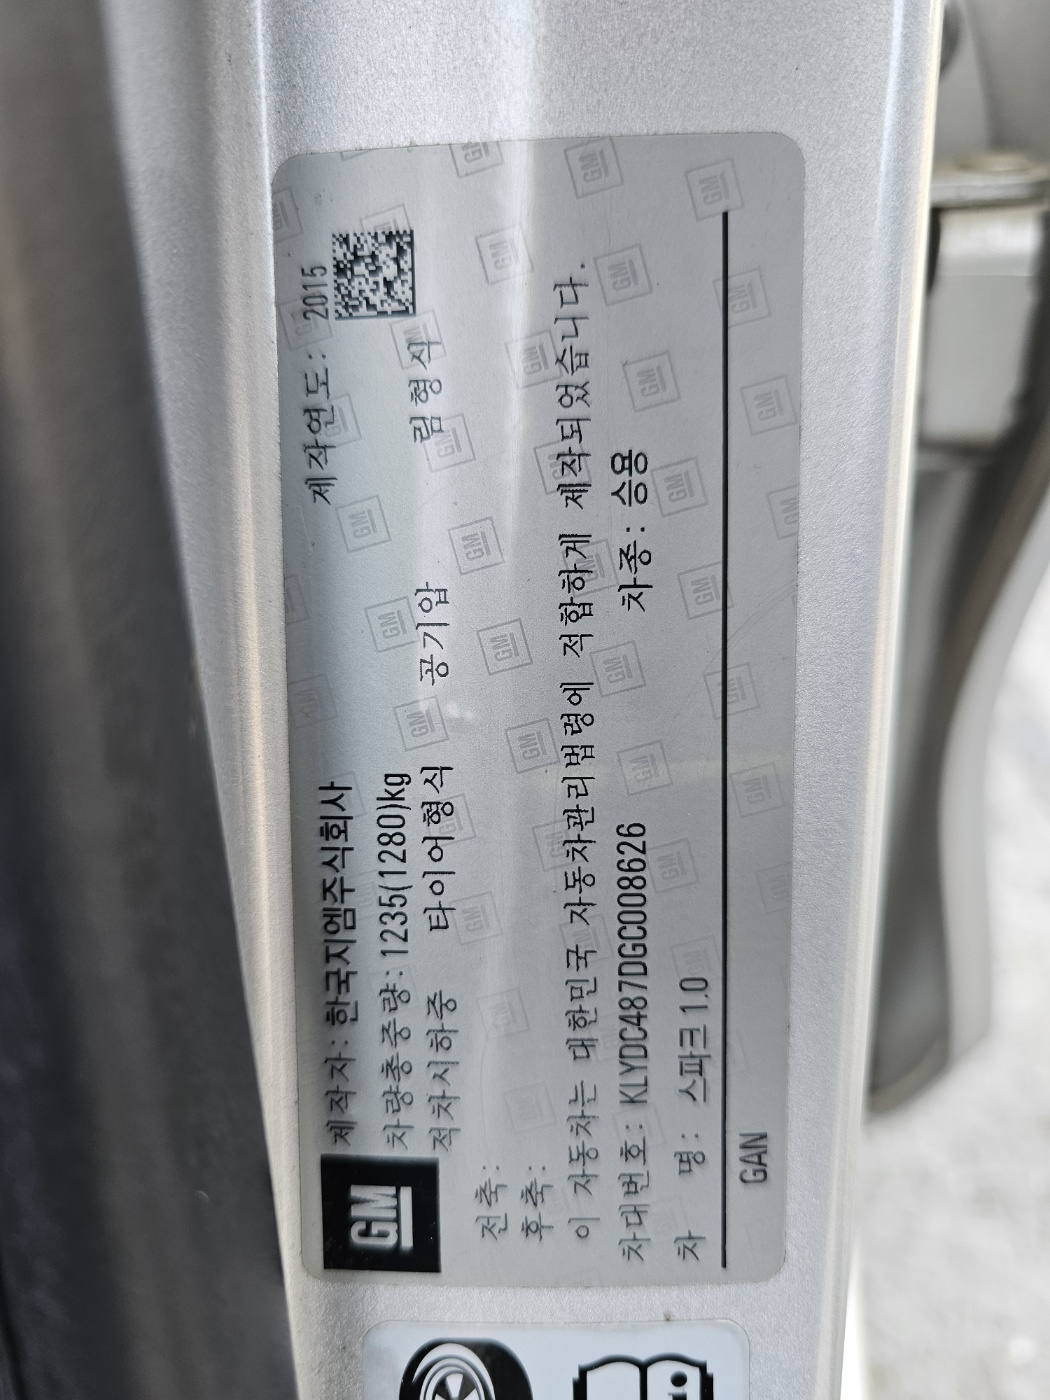 GM
제작자: 한국지엠주식회사 제작연도: 2015
차량총중량: 1235(1280)kg
적차시하중 타이어형식 공기압 림형식
전축:
후축:
이 자동차는 대한민국 자동차관리법령에 적합하게 제작되었습니다.
차대번호: KLYDC487DGC008626 차종: 승용
차 명: 스파크 1.0
GAN